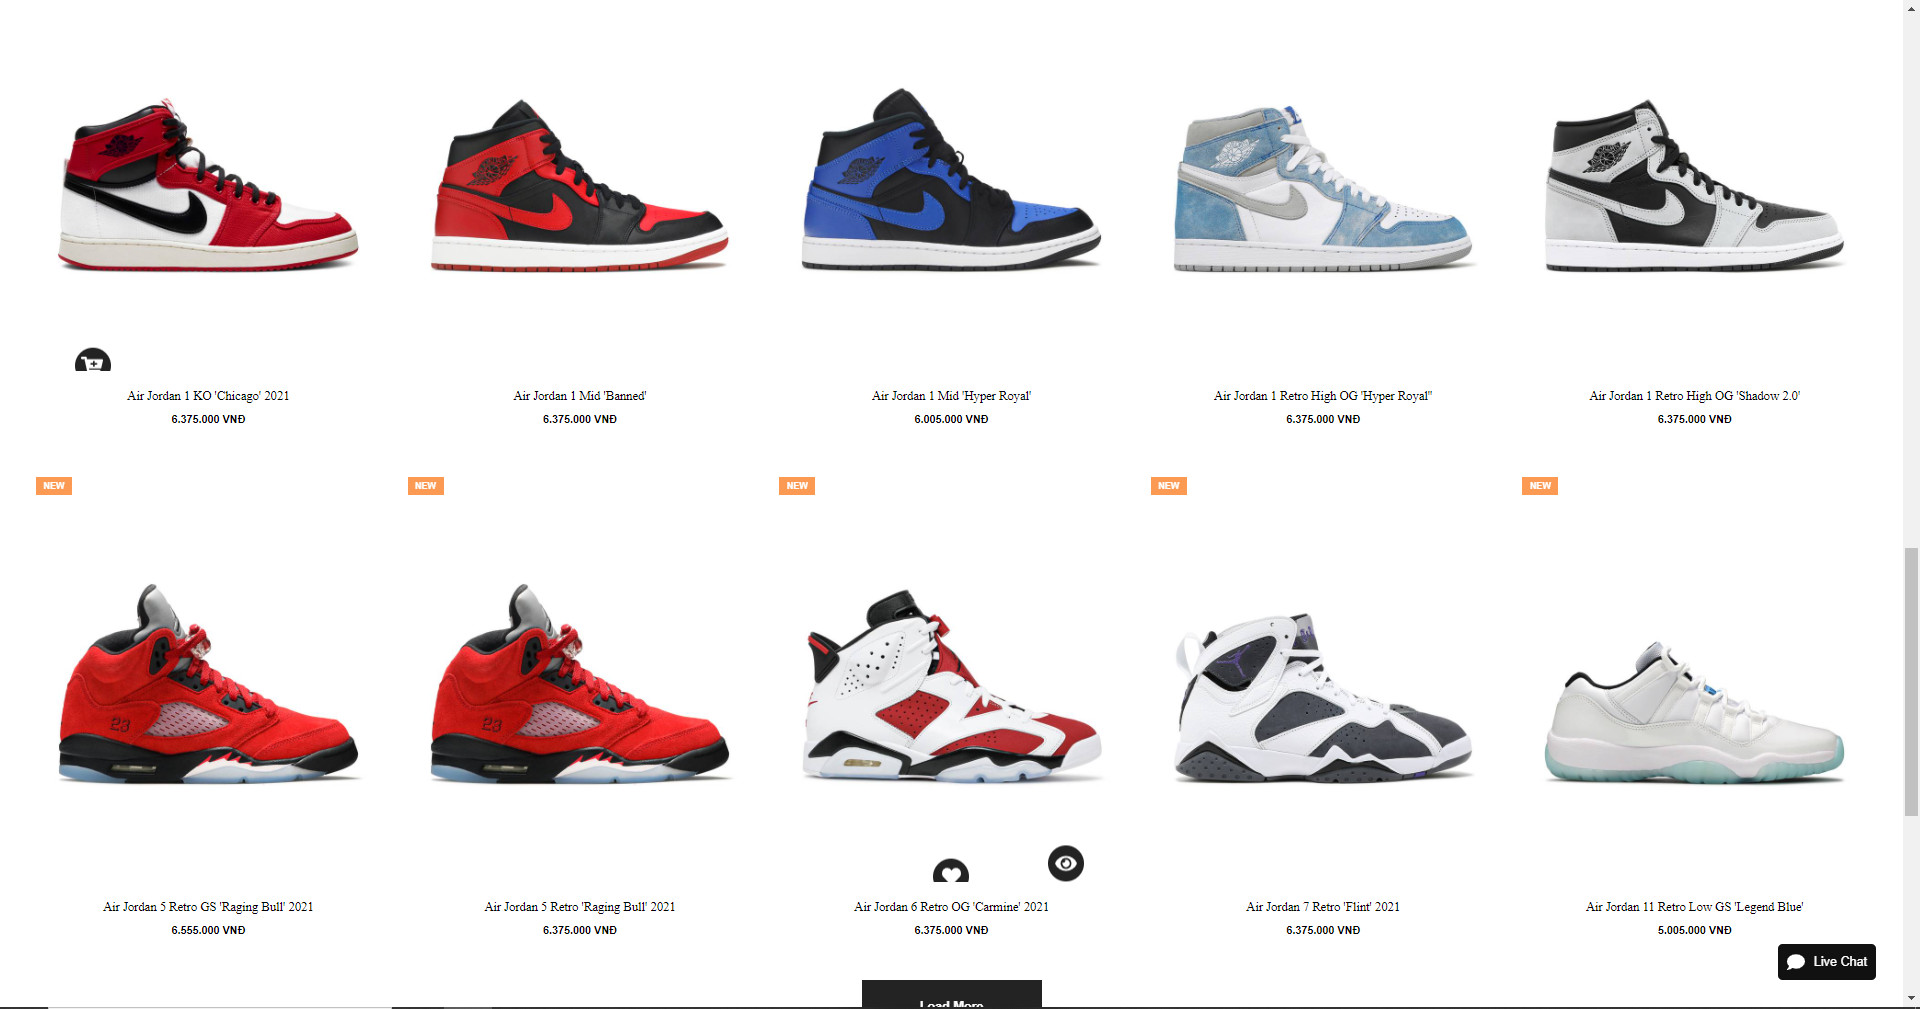 Air Jordan 1 KO 'Chicago' 2021
6.375.000 VNĐ
Air Jordan 1 Mid 'Banned'
6.375.000 VNĐ
Air Jordan 1 Mid 'Hyper Royal'
6.005.000 VNĐ
Air Jordan 1 Retro High OG 'Hyper Royal''
6.375.000 VNĐ
Air Jordan 1 Retro High OG 'Shadow 2.0'
6.375.000 VNĐ
NEW
NEW
NEW
NEW
NEW
23
23
Air Jordan 5 Retro GS 'Raging Bull' 2021
6.555.000 VNĐ
Air Jordan 5 Retro 'Raging Bull' 2021
6.375.000 VNĐ
Air Jordan 6 Retro OG 'Carmine' 2021
6.375.000 VNĐ
Air Jordan 7 Retro 'Flint' 2021
6.375.000 VNĐ
Air Jordan 11 Retro Low GS 'Legend Blue'
5.005.000 VNĐ
Live Chat
Load More